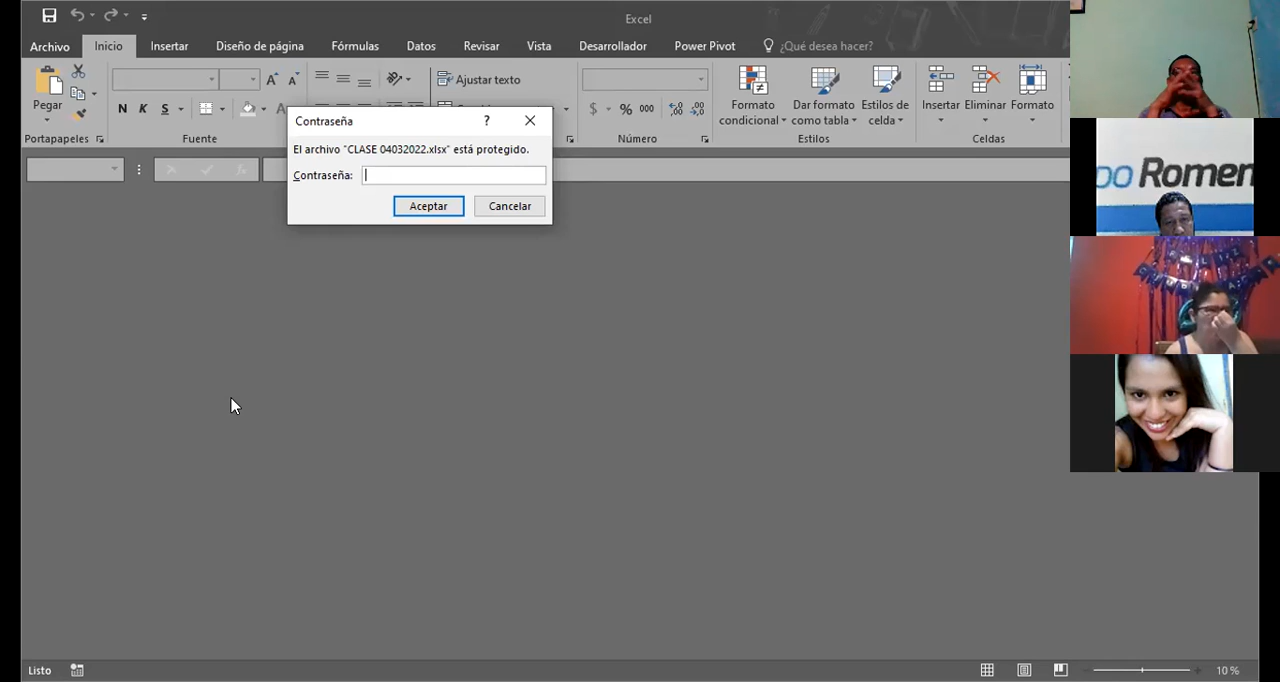 Excel
Archivo Inicio Insertar Diseño de página Fórmulas Datos Revisar Vista Desarrollador Power Pivot ¿Qué desea hacer?
Pegar
N K S
Ajustar texto
$ % 000
Formato condicional
Dar formato como tabla
Estilos de celda
Insertar Eliminar Formato
Portapapeles Fuente Número Estilos Celdas
Contraseña ?
El archivo "CLASE 04032022.xlsx" está protegido.
Contraseña:
Aceptar Cancelar
Romen
Listo
10 %